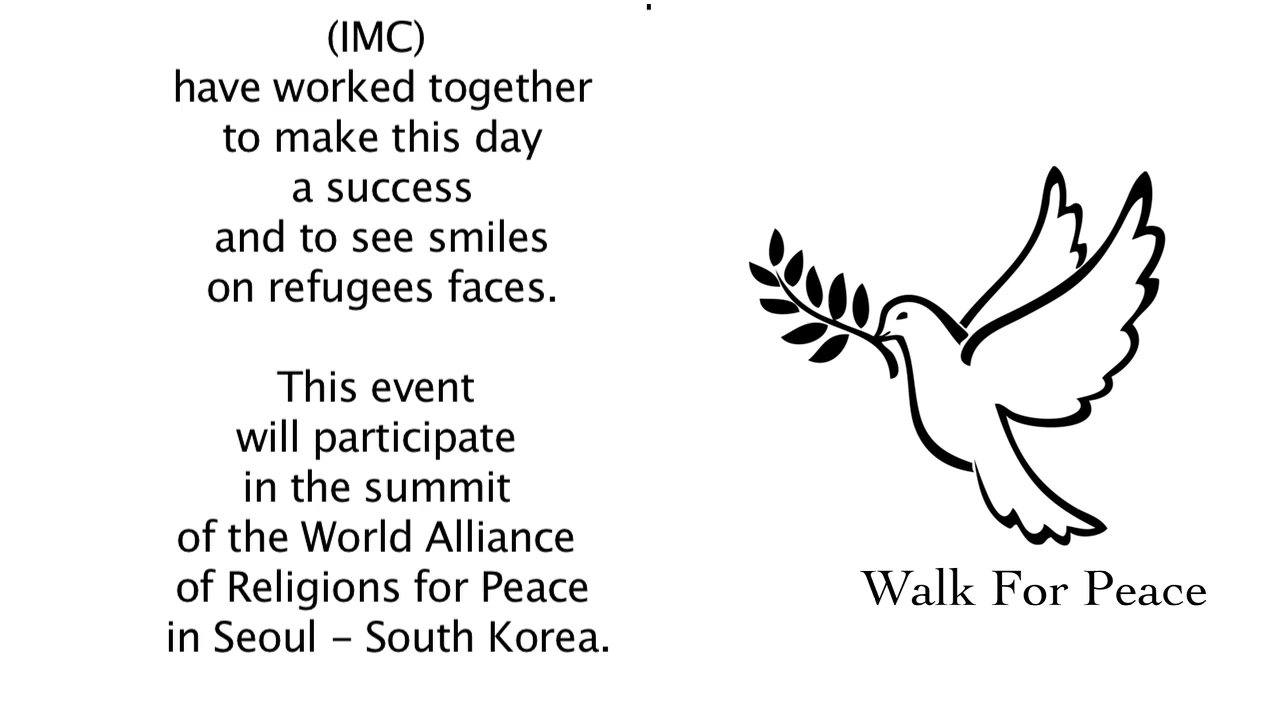 (IMC)
have worked together
to make this day
a success
and to see smiles
on refugees faces.
This event
will participate
in the summit
of the World Alliance
of Religions for Peace
in Seoul – South Korea.
Walk For Peace